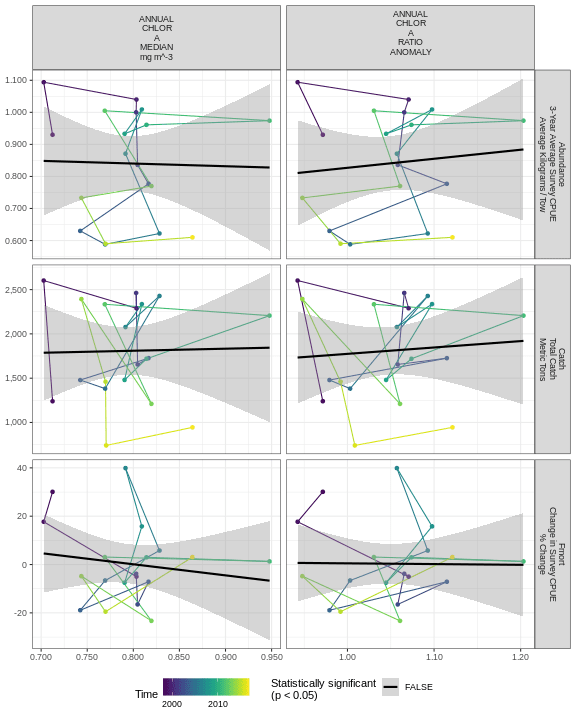 ANNUAL
CHLOR
A
MEDIAN
mg m^-3
ANNUAL
CHLOR
A
RATIO
ANOMALY
1.100
1.000
0.900
0.800
0.700
0.600
Abundance
3-Year Average Survey CPUE
Average Kilograms / Tow
2,500
2,000
1,500
1,000
Catch
Total Catch
Metric Tons
40
20
0
-20
Fmort
Change in Survey CPUE
% Change
0.700
0.750
0.800
0.850
0.900
0.950
1.00
1.10
1.20
Time
2000
2010
Statistically significant
(p < 0.05)
FALSE